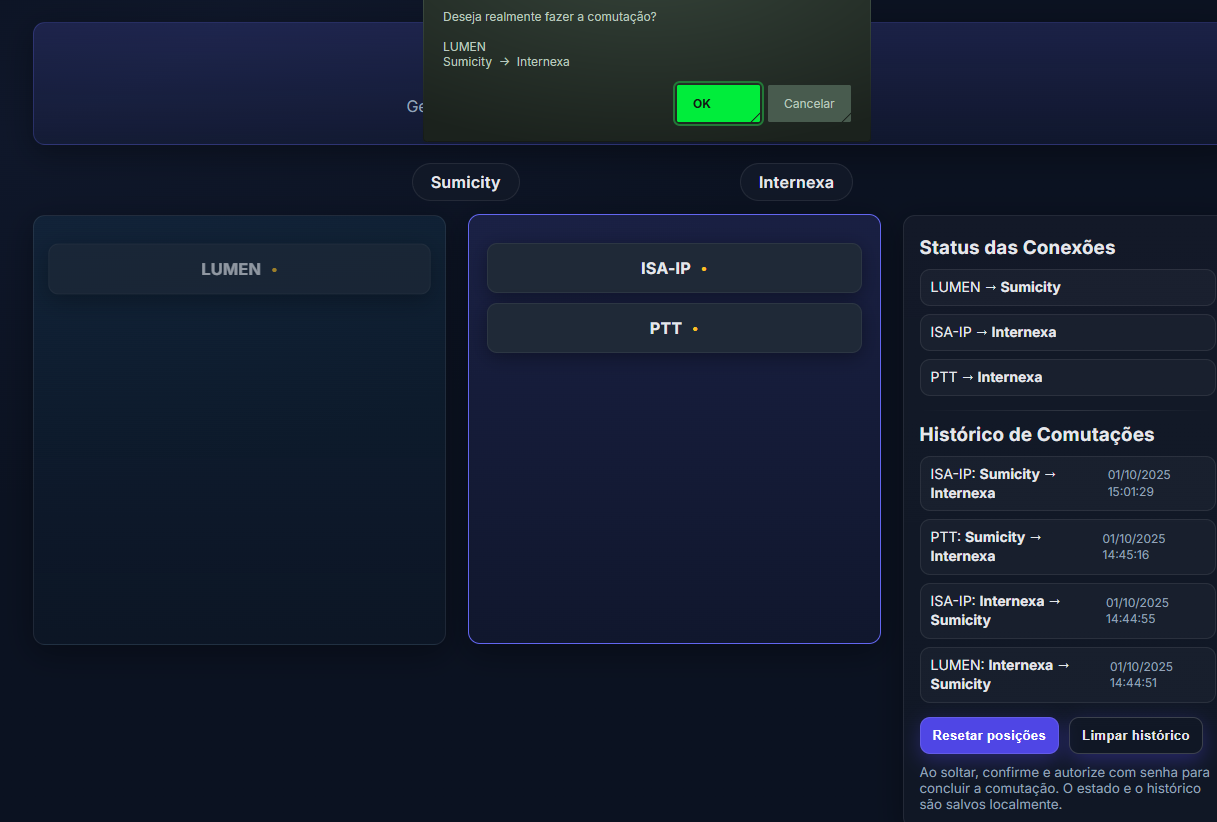 Deseja realmente fazer a comutação?
LUMEN
Sumicity → Internexa
OK
Cancelar
Ge
Sumicity
Internexa
LUMEN •
ISA-IP •
PTT •
Status das Conexões
LUMEN → Sumicity
ISA-IP → Internexa
PTT → Internexa
Histórico de Comutações
ISA-IP: Sumicity →
Internexa
01/10/2025
15:01:29
PTT: Sumicity →
Internexa
01/10/2025
14:45:16
ISA-IP: Internexa →
Sumicity
01/10/2025
14:44:55
LUMEN: Internexa →
Sumicity
01/10/2025
14:44:51
Resetar posições
Limpar histórico
Ao soltar, confirme e autorize com senha para
concluir a comutação. O estado e o histórico
são salvos localmente.